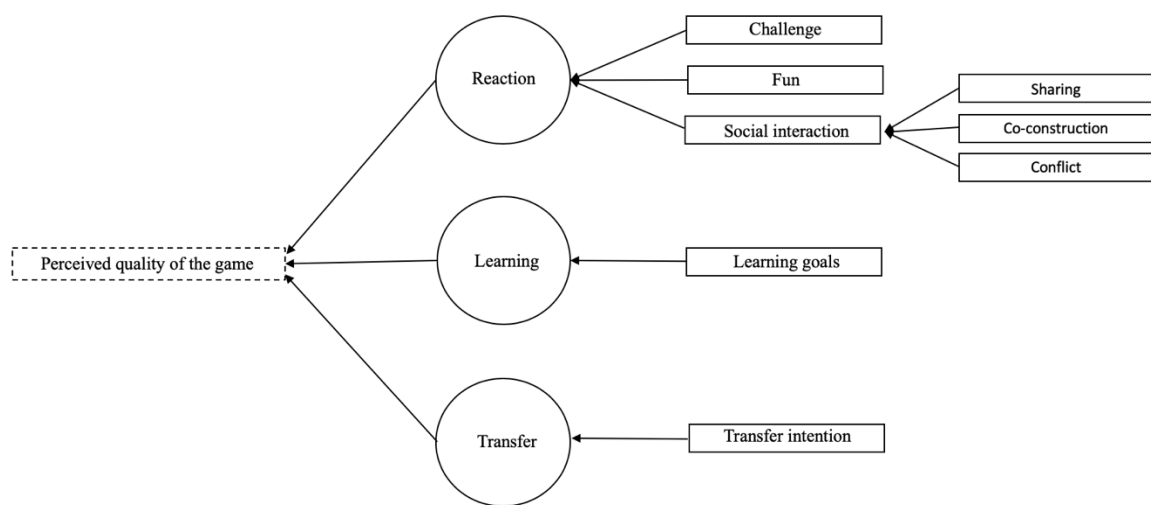 Challenge
Reaction
Fun
Sharing
Social interaction
Co-construction
Conflict
Perceived quality of the game
Learning
Learning goals
Transfer
Transfer intention